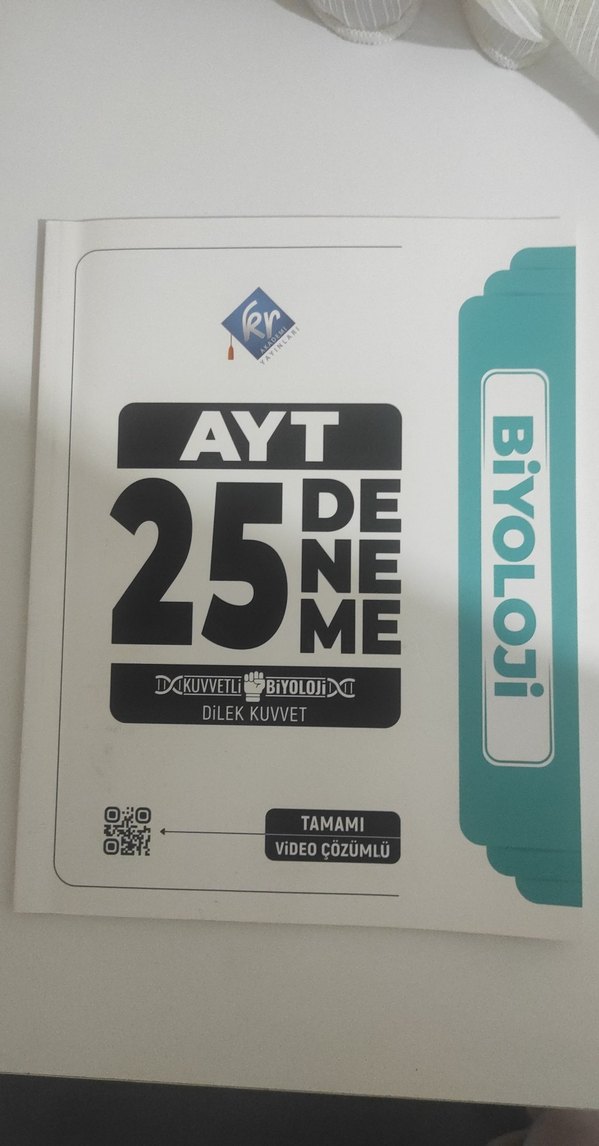 kr
AKADEMİ
YAYINLARI
AYT
25
DE
NE
ME
KUVVETLİ BİYOLOJİ
DİLEK KUVVET
TAMAMI
VİDEO ÇÖZÜMLÜ
BİYOLOJİ